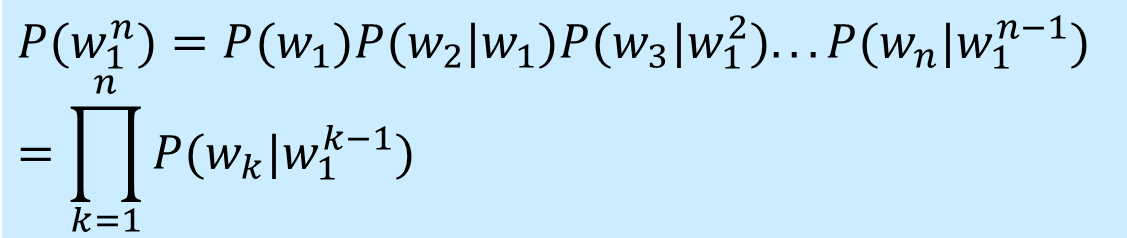 P(w_1^n) = P(w_1)P(w_2|w_1)P(w_3|w_1^2)…P(w_n|w_1^{n−1})
= ∏_{k=1}^{n} P(w_k|w_1^{k−1})